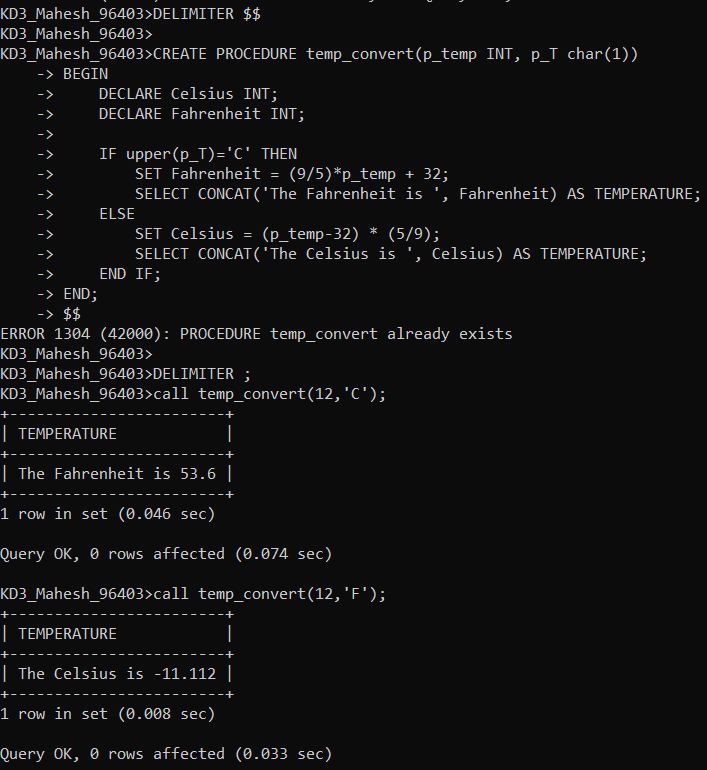 KD3_Mahesh_96403>DELIMITER $$
KD3_Mahesh_96403>
KD3_Mahesh_96403>CREATE PROCEDURE temp_convert(p_temp INT, p_T char(1))
    -> BEGIN
    ->     DECLARE Celsius INT;
    ->     DECLARE Fahrenheit INT;
    ->
    ->     IF upper(p_T)='C' THEN
    ->         SET Fahrenheit = (9/5)*p_temp + 32;
    ->         SELECT CONCAT('The Fahrenheit is ', Fahrenheit) AS TEMPERATURE;
    ->     ELSE
    ->         SET Celsius = (p_temp-32) * (5/9);
    ->         SELECT CONCAT('The Celsius is ', Celsius) AS TEMPERATURE;
    ->     END IF;
    -> END;
    -> $$
ERROR 1304 (42000): PROCEDURE temp_convert already exists
KD3_Mahesh_96403>
KD3_Mahesh_96403>DELIMITER ;
KD3_Mahesh_96403>call temp_convert(12,'C');
+------------------------+
| TEMPERATURE            |
+------------------------+
| The Fahrenheit is 53.6 |
+------------------------+
1 row in set (0.046 sec)

Query OK, 0 rows affected (0.074 sec)

KD3_Mahesh_96403>call temp_convert(12,'F');
+------------------------+
| TEMPERATURE            |
+------------------------+
| The Celsius is -11.112 |
+------------------------+
1 row in set (0.008 sec)

Query OK, 0 rows affected (0.033 sec)